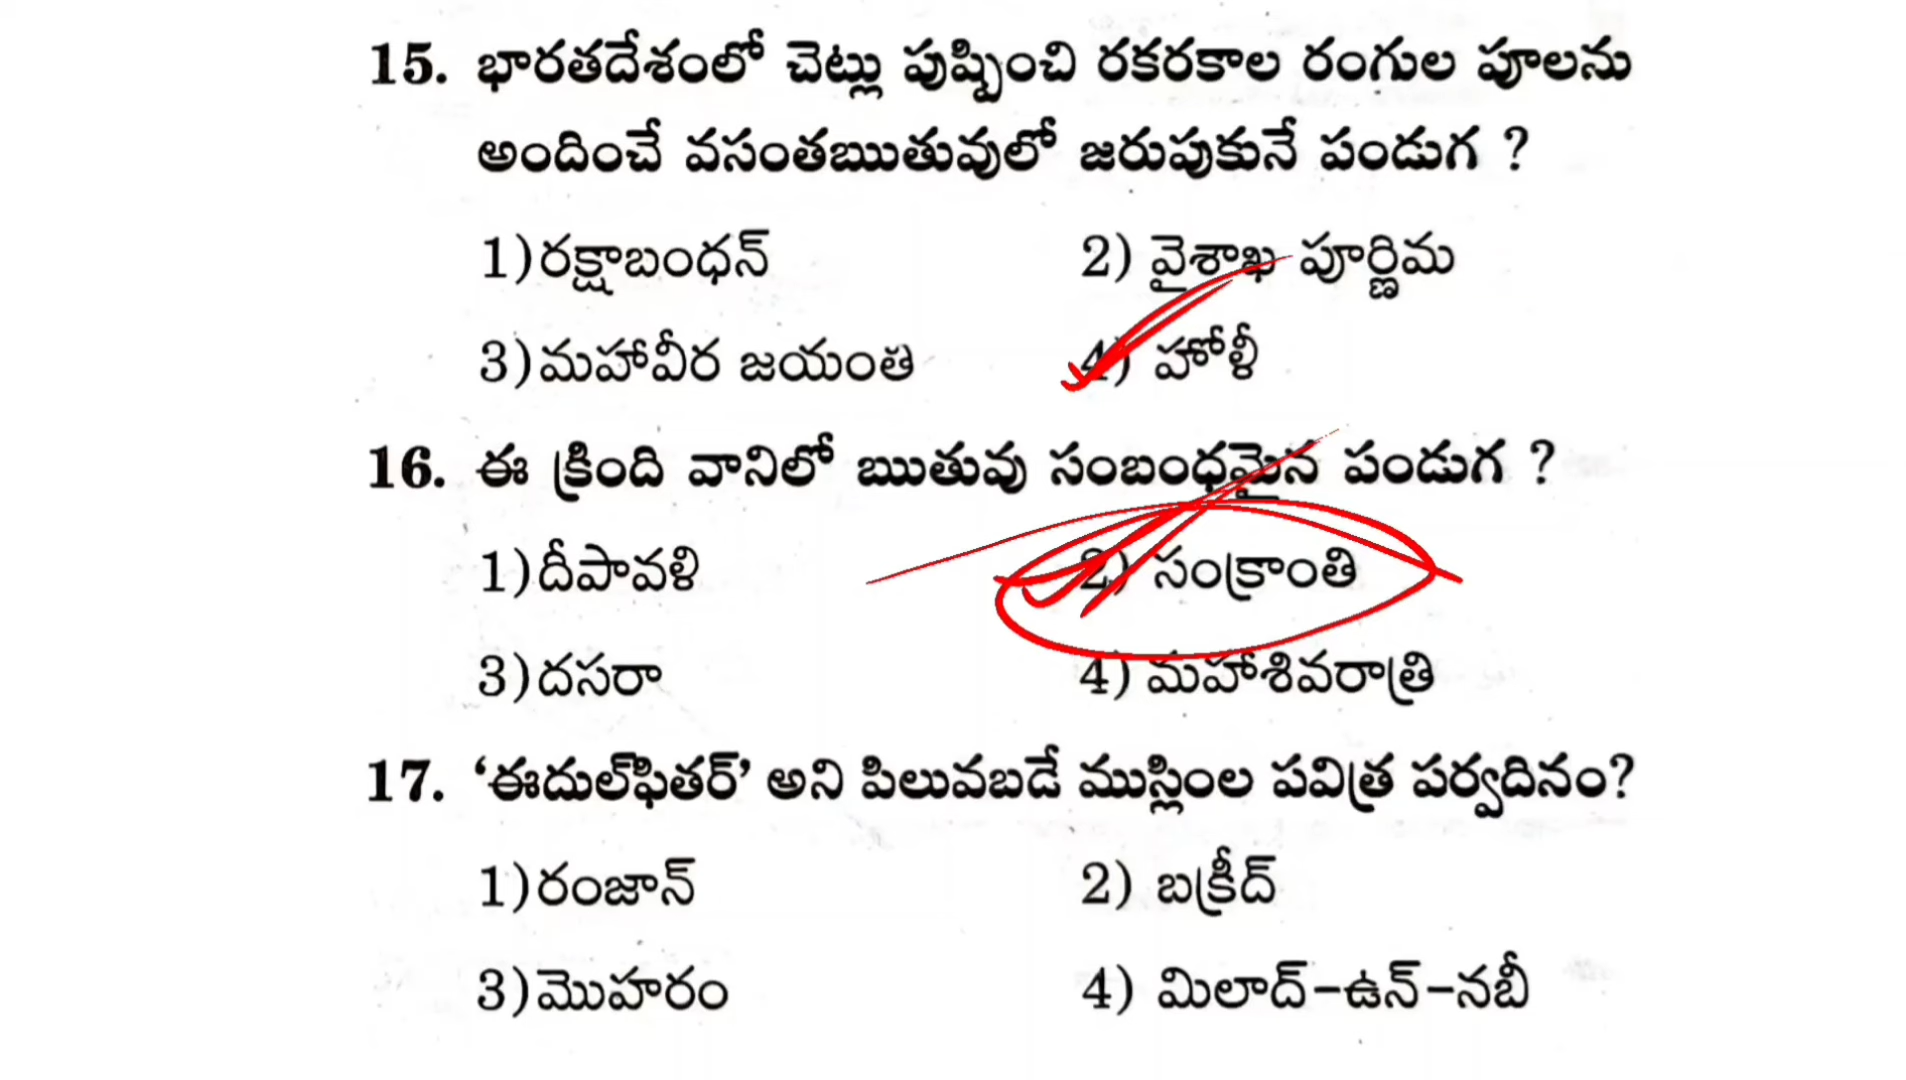 15. భారతదేశంలో చెట్లు పుష్పించి రకరకాల రంగుల పూలను
అందించే వసంతఋతువులో జరుపుకునే పండుగ ?
1) రక్షాబంధన్ 2) వైశాఖ పూర్ణిమ
3) మహావీర జయంతి 4) హోళీ
16. ఈ క్రింది వానిలో ఋతువు సంబంధమైన పండుగ ?
1) దీపావళి 2) సంక్రాంతి
3) దసరా 4) మహాశివరాత్రి
17. ‘ఈదుల్‌ఫితర్’ అని పిలువబడే ముస్లింల పవిత్ర పర్వదినం?
1) రంజాన్ 2) బక్రీద్
3) మొహరం 4) మిలాద్-ఉన్-నబీ